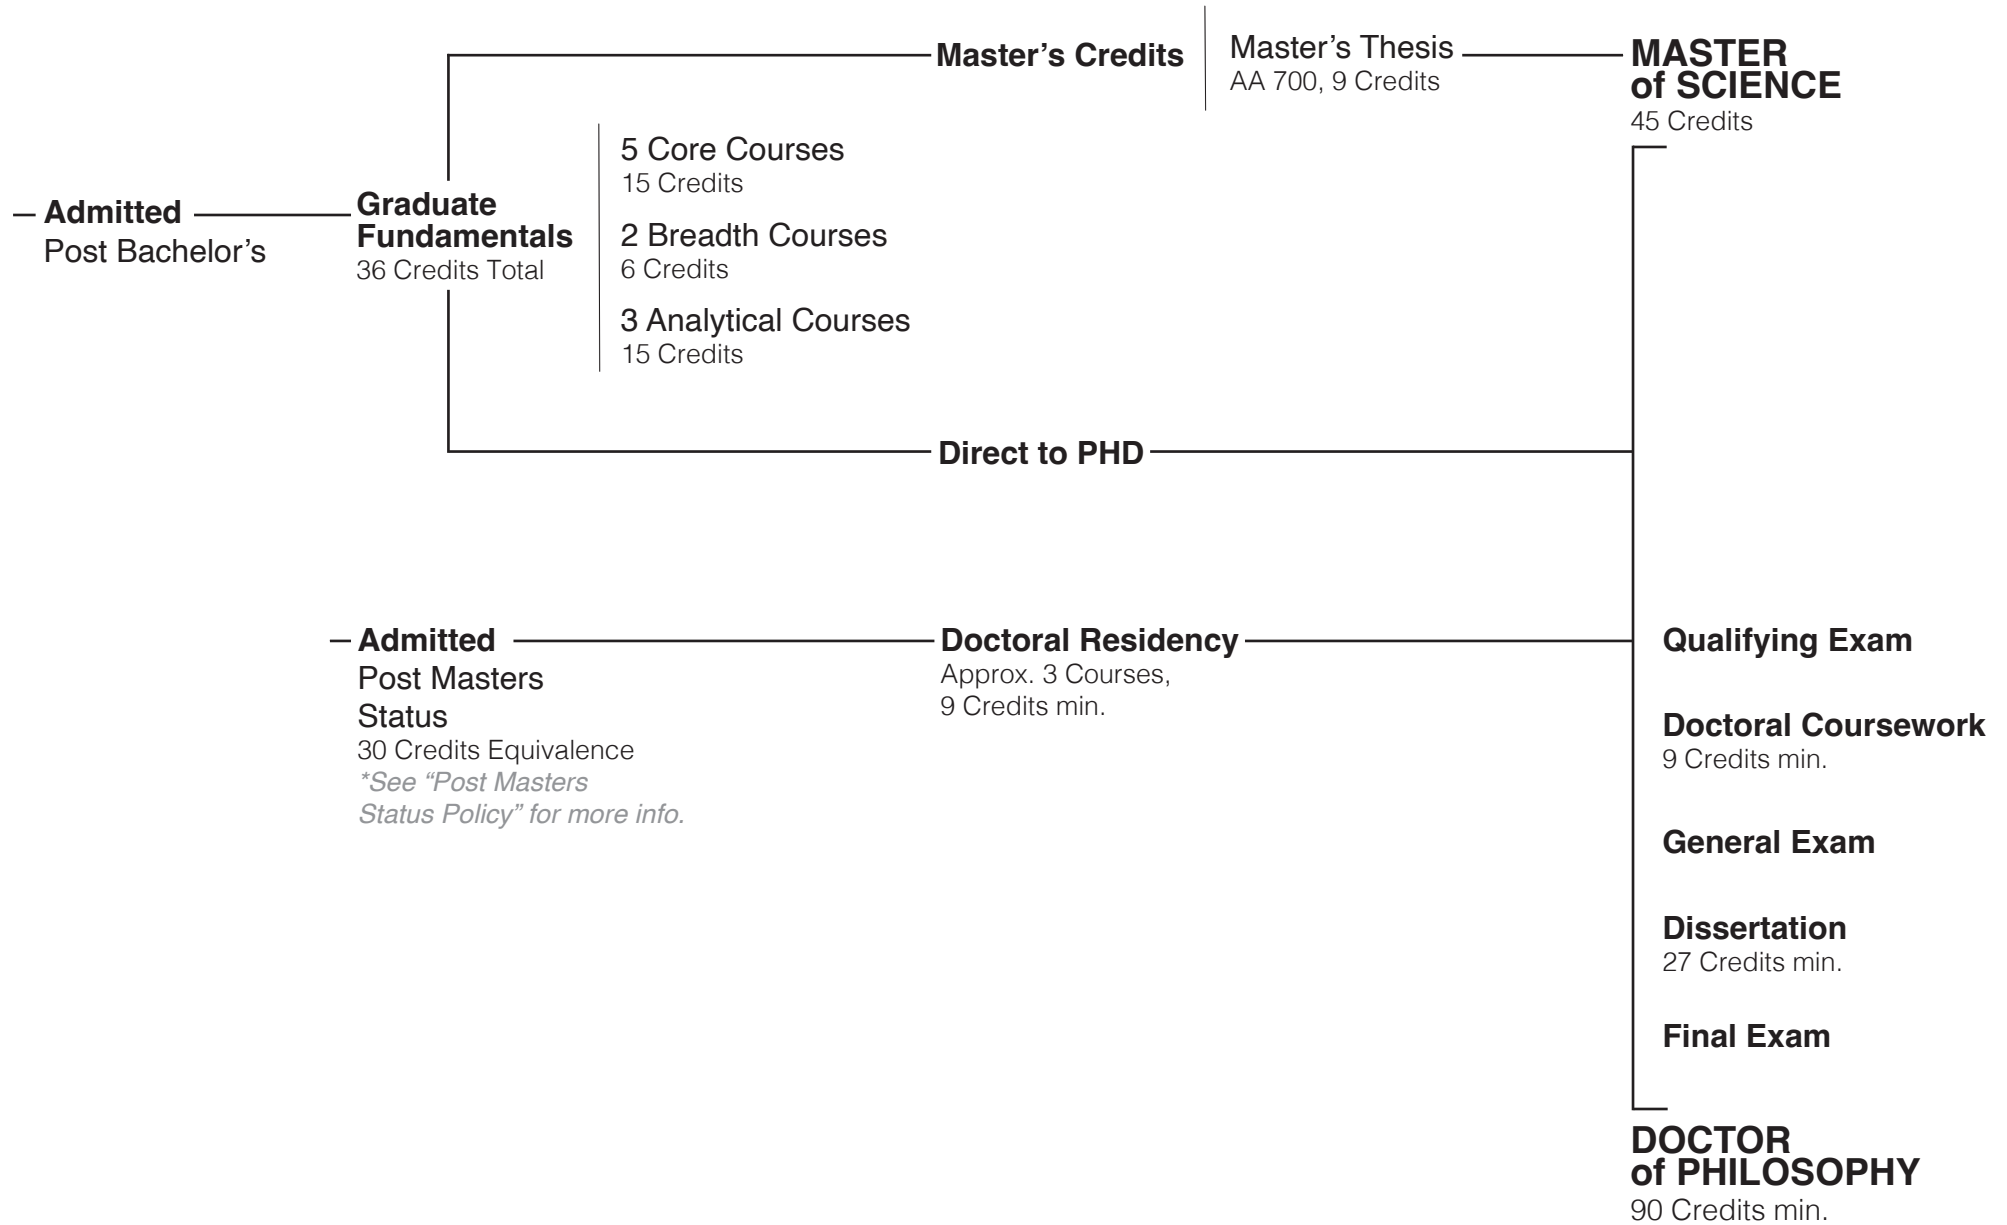 Admitted
Post Bachelor’s
Graduate
Fundamentals
36 Credits Total
5 Core Courses
15 Credits
2 Breadth Courses
6 Credits
3 Analytical Courses
15 Credits
Master’s Credits
Master’s Thesis
AA 700, 9 Credits
MASTER
of SCIENCE
45 Credits
Direct to PHD
Admitted
Post Masters
Status
30 Credits Equivalence
*See “Post Masters
Status Policy” for more info.
Doctoral Residency
Approx. 3 Courses,
9 Credits min.
Qualifying Exam
Doctoral Coursework
9 Credits min.
General Exam
Dissertation
27 Credits min.
Final Exam
DOCTOR
of PHILOSOPHY
90 Credits min.